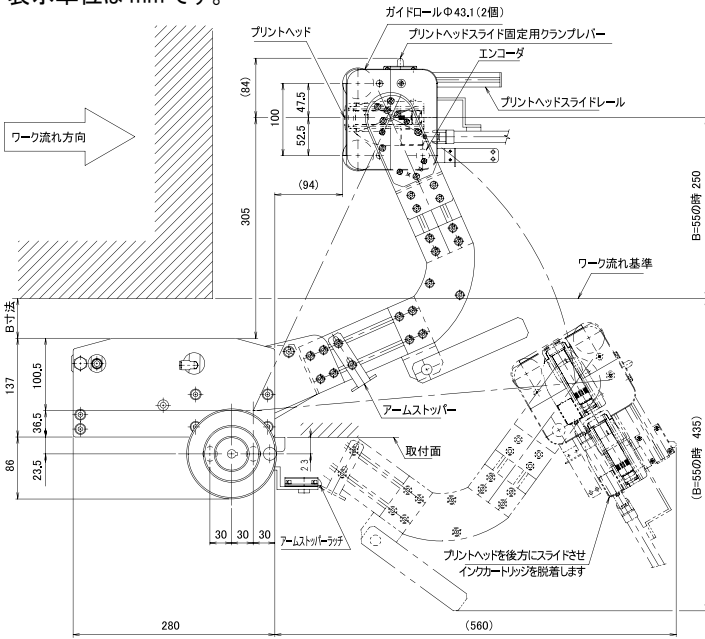 表示単位は mm です。
ガイドロールΦ43.1(2個)
プリントヘッド
プリントヘッドスライド固定用クランプレバー
エンコーダ
プリントヘッドスライドレール
ワーク流れ方向
(84)
100
47.5
52.5
(94)
305
B=55の時 250
ワーク流れ基準
B寸法
137
100.5
36.5
アームストッパー
取付面
86
23.5
23
30
30
30
アームストッパーラッチ
(B=55の時 435)
プリントヘッドを後方にスライドさせ
インクカートリッジを脱着します
280
(560)